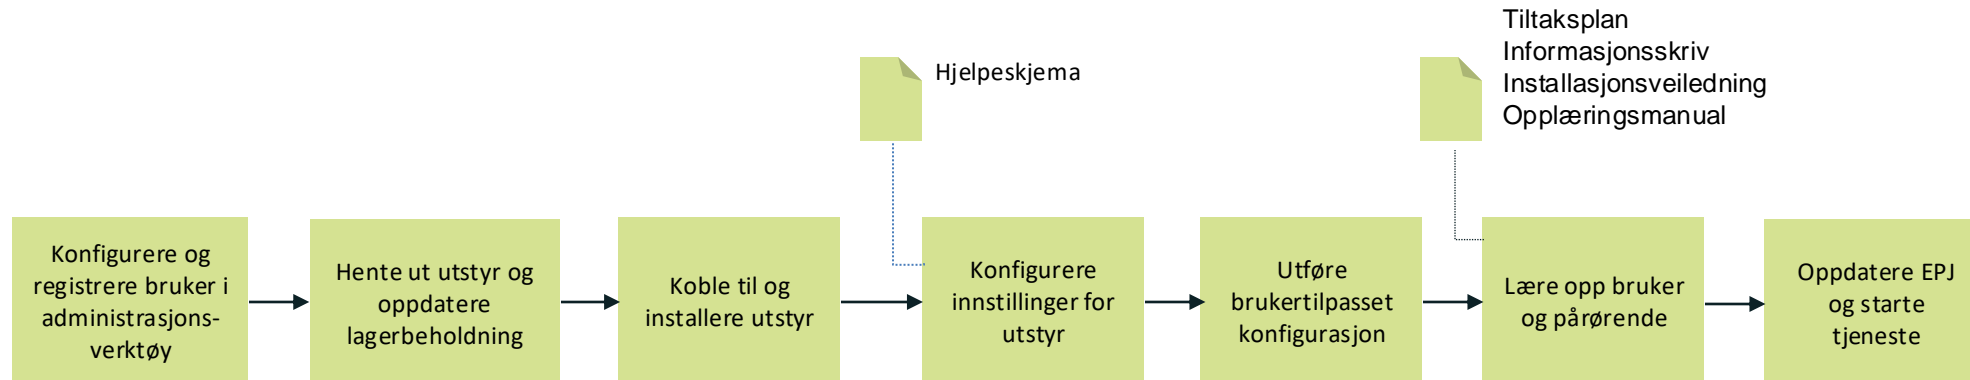 Tiltaksplan
Informasjonsskriv
Installasjonsveiledning
Opplæringsmanual
Hjelpeskjema
Konfigurere og
registrere bruker i
administrasjons-
verktøy
Hente ut utstyr og
oppdatere
lagerbeholdning
Koble til og
installere utstyr
Konfigurere
innstillinger for
utstyr
Utføre
brukertilpasset
konfigurasjon
Lære opp bruker
og pårørende
Oppdatere EPJ
og starte
tjeneste